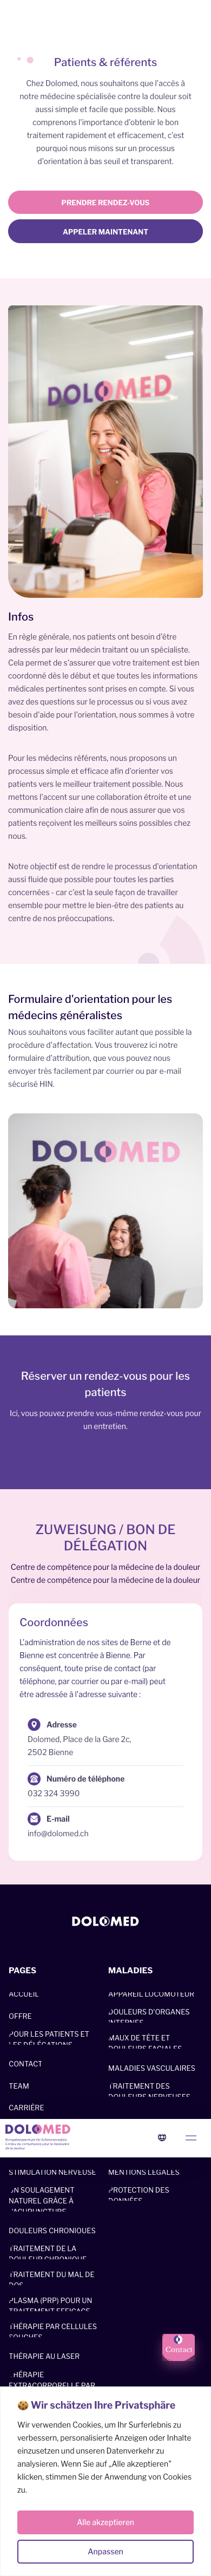 Patients & référents
Chez Dolomed, nous souhaitons que l'accès à
notre médecine spécialisée contre la douleur soit
aussi simple et facile que possible. Nous
comprenons l'importance d'obtenir le bon
traitement rapidement et efficacement, c'est
pourquoi nous misons sur un processus
d'orientation à bas seuil et transparent.
PRENDRE RENDEZ-VOUS
APPELER MAINTENANT
DOLOMED
Infos
En règle générale, nos patients ont besoin d'être
adressés par leur médecin traitant ou un spécialiste.
Cela permet de s'assurer que votre traitement est bien
coordonné dès le début et que toutes les informations
médicales pertinentes sont prises en compte. Si vous
avez des questions sur le processus ou si vous avez
besoin d'aide pour l'orientation, nous sommes à votre
disposition.
Pour les médecins référents, nous proposons un
processus simple et efficace afin d'orienter vos
patients vers le meilleur traitement possible. Nous
mettons l'accent sur une collaboration étroite et une
communication claire afin de nous assurer que vos
patients reçoivent les meilleurs soins possibles chez
nous.
Notre objectif est de rendre le processus d'orientation
aussi fluide que possible pour toutes les parties
concernées - car c'est la seule façon de travailler
ensemble pour mettre le bien-être des patients au
centre de nos préoccupations.
Formulaire d'orientation pour les
médecins généralistes
Nous souhaitons vous faciliter autant que possible la
procédure d'affectation. Vous trouverez ici notre
formulaire d'attribution, que vous pouvez nous
envoyer très facilement par courrier ou par e-mail
sécurisé HIN.
DOLOMED
Réserver un rendez-vous pour les
patients
Ici, vous pouvez prendre vous-même rendez-vous pour
un entretien.
ZUWEISUNG / BON DE
DÉLÉGATION
Centre de compétence pour la médecine de la douleur
Centre de compétence pour la médecine de la douleur
Coordonnées
L'administration de nos sites de Berne et de
Bienne est concentrée à Bienne. Par
conséquent, toute prise de contact (par
téléphone, par courrier ou par e-mail) peut
être adressée à l'adresse suivante :
Adresse
Dolomed, Place de la Gare 2c,
2502 Bienne
Numéro de téléphone
032 324 3990
E-mail
info@dolomed.ch
DOLOMED
PAGES
ACCUEIL
OFFRE
POUR LES PATIENTS ET
LES DÉLÉGATIONS
CONTACT
TEAM
CARRIÈRE
MALADIES
APPAREIL LOCOMOTEUR
DOULEURS D'ORGANES
INTERNES
MAUX DE TÊTE ET
DOULEURS FACIALES
MALADIES VASCULAIRES
TRAITEMENT DES
DOULEURS NERVEUSES
DOLOMED
STIMULATION NERVEUSE
UN SOULAGEMENT
NATUREL GRÂCE À
L'ACUPUNCTURE
DOULEURS CHRONIQUES
TRAITEMENT DE LA
DOULEUR CHRONIQUE
TRAITEMENT DU MAL DE
DOS
PLASMA (PRP) POUR UN
TRAITEMENT EFFICACE
THÉRAPIE PAR CELLULES
SOUCHES
THÉRAPIE AU LASER
THÉRAPIE
EXTRACORPORELLE PAR
MENTIONS LÉGALES
PROTECTION DES
DONNÉES
Contact
🍪 Wir schätzen Ihre Privatsphäre
Wir verwenden Cookies, um Ihr Surferlebnis zu
verbessern, personalisierte Anzeigen oder Inhalte
einzusetzen und unseren Datenverkehr zu
analysieren. Wenn Sie auf „Alle akzeptieren"
klicken, stimmen Sie der Anwendung von Cookies
zu.
Alle akzeptieren
Anpassen